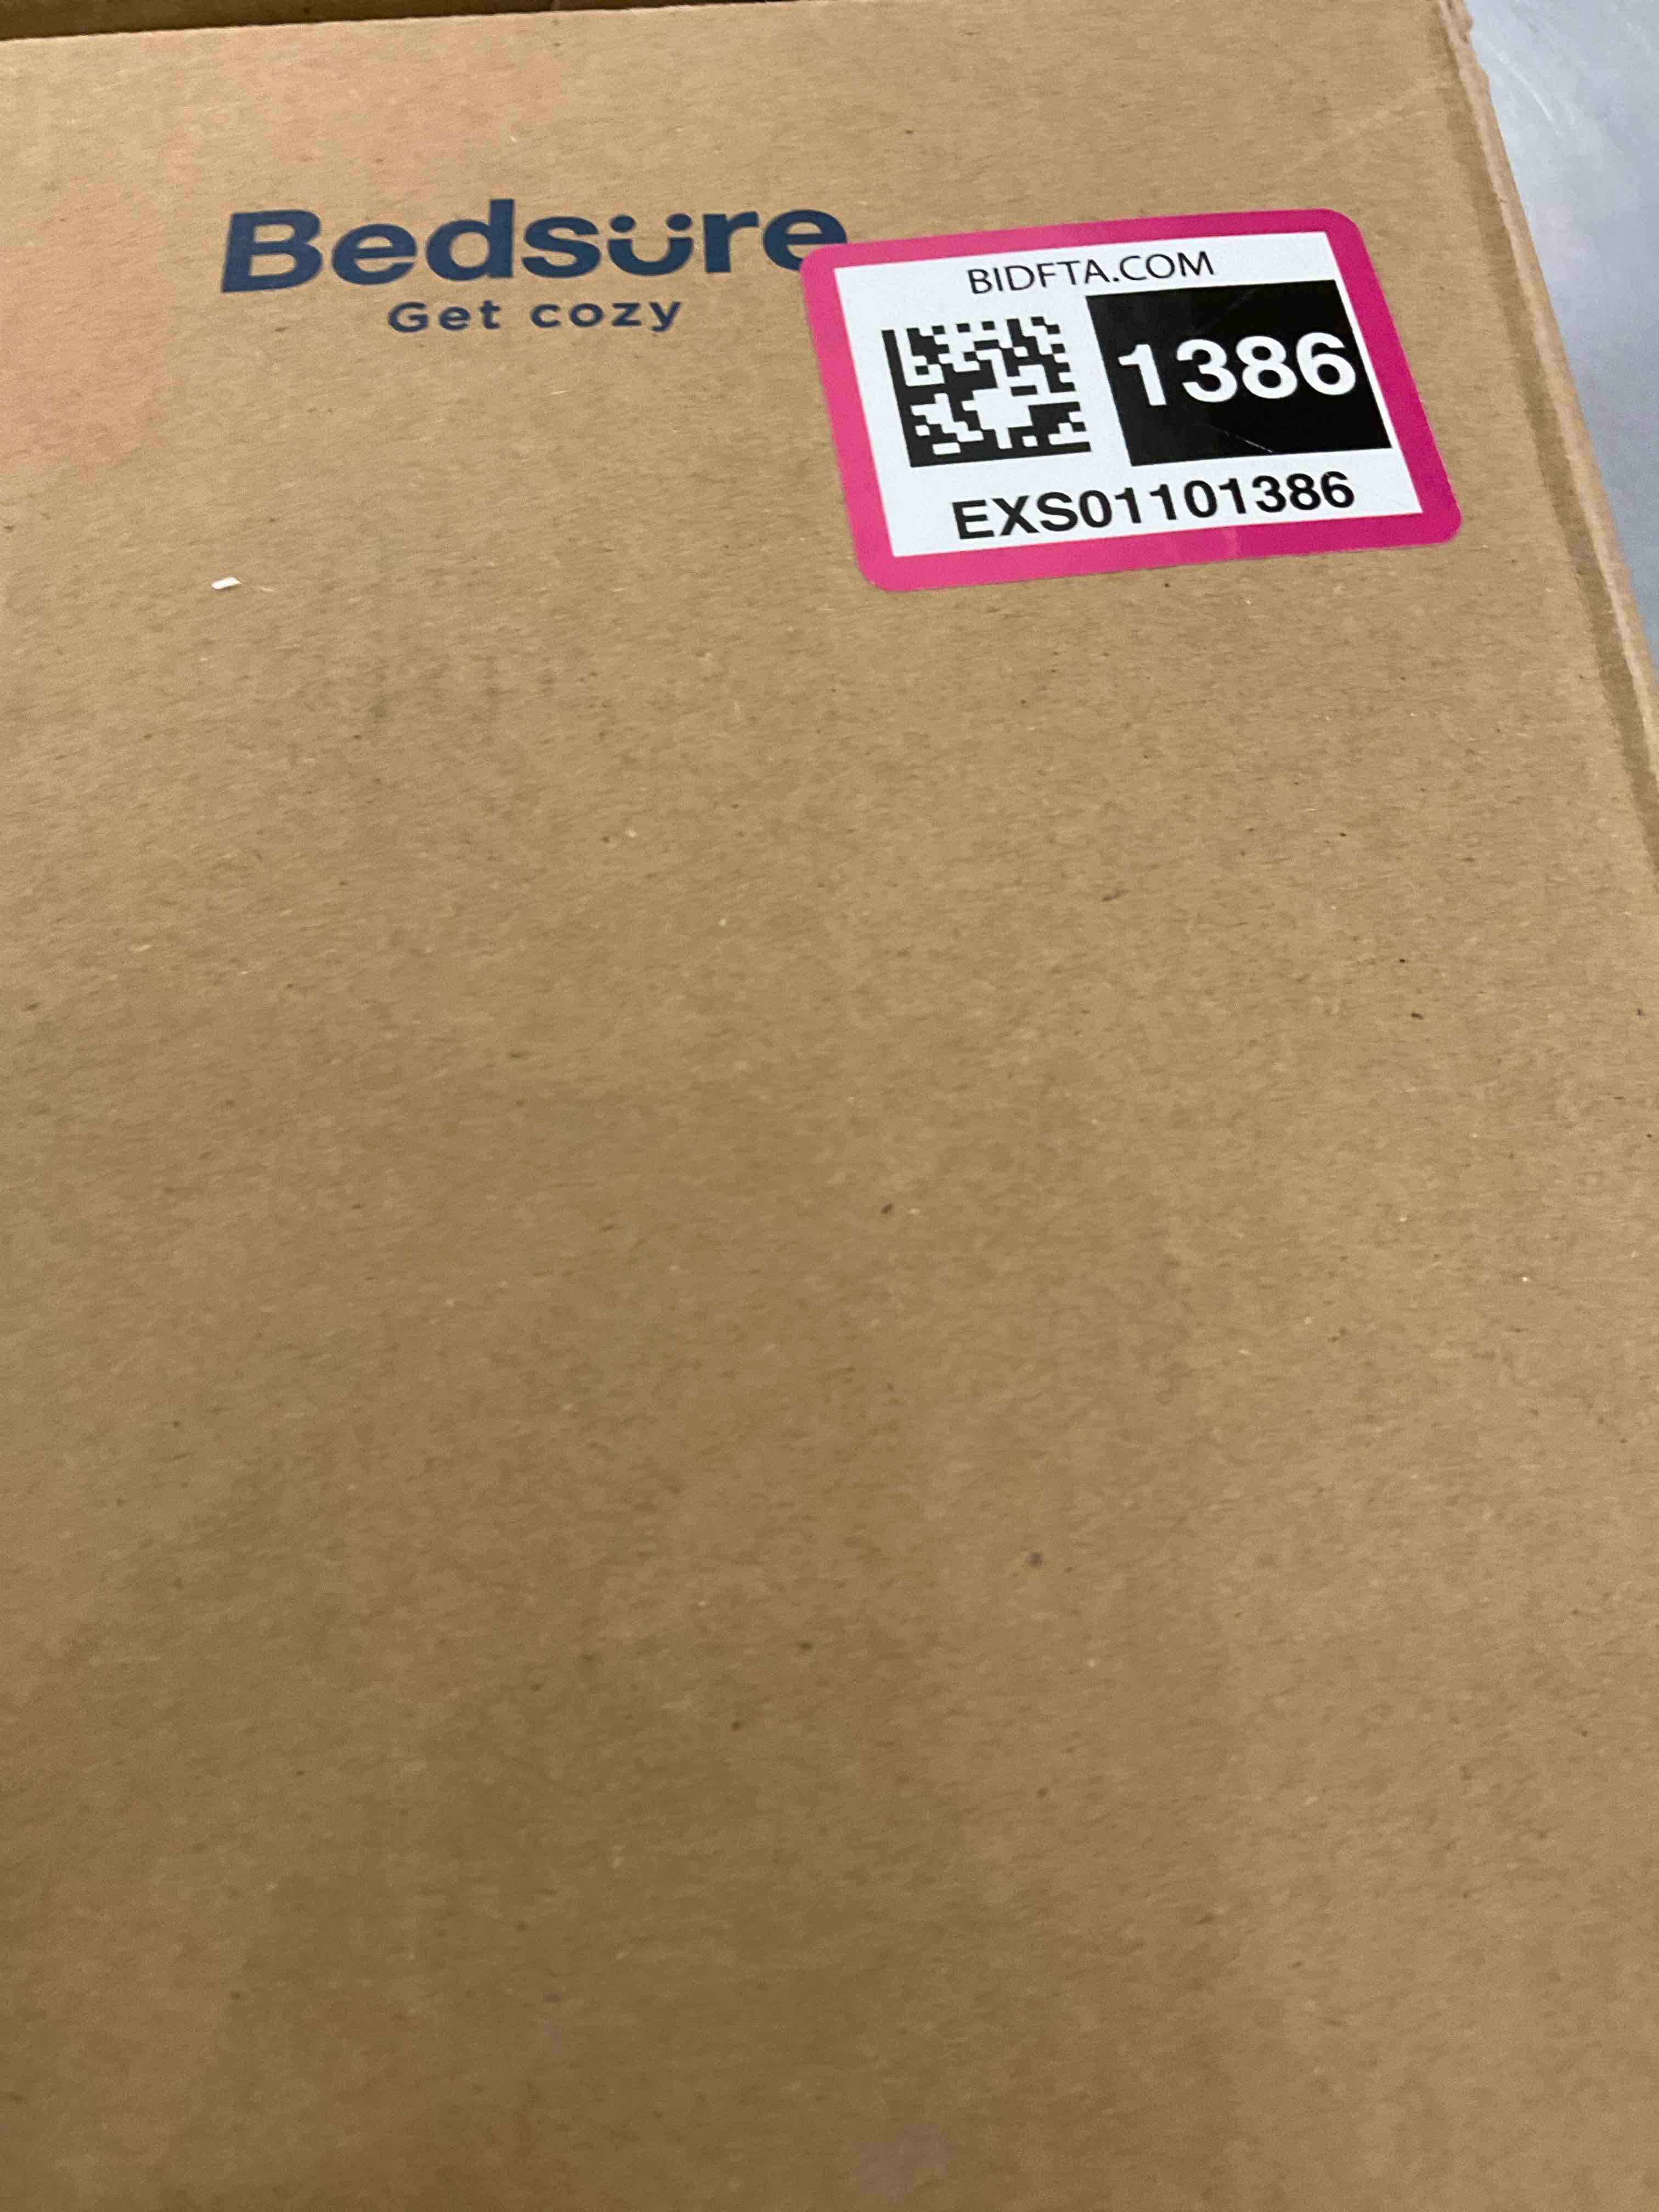 Bedsure
Get cozy
BIDFTA.COM
1386
EXS01101386